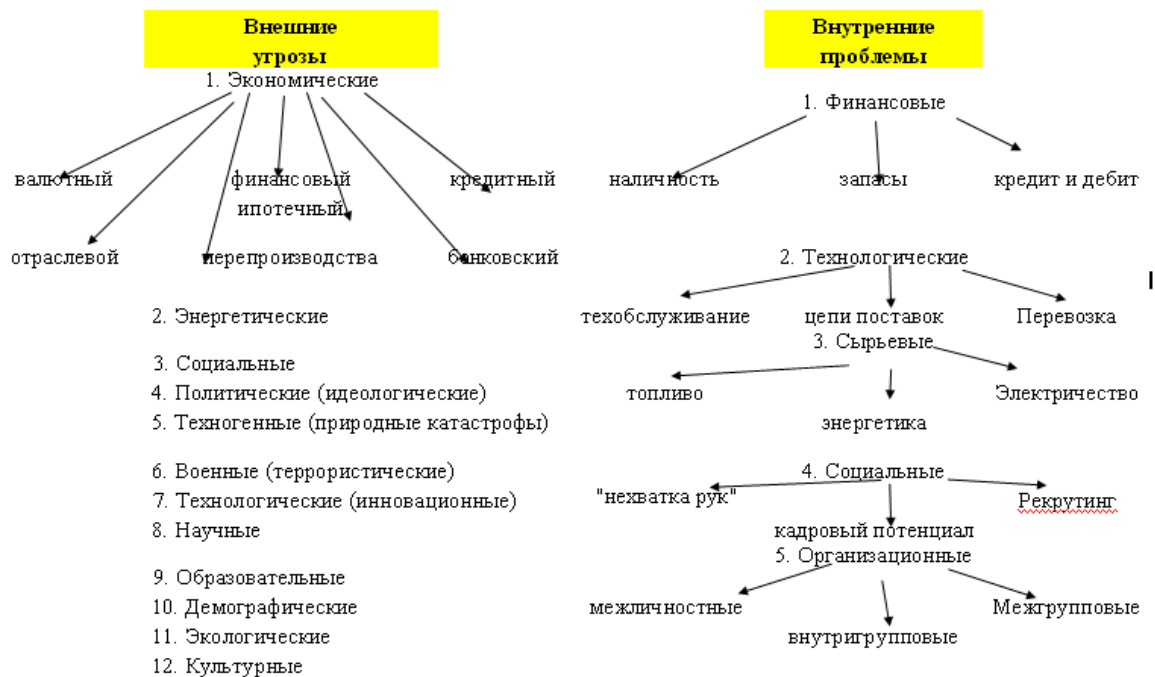 Внешние
угрозы
1. Экономические
валютный финансовый кредитный
ипотечный
отраслевой перепроизводства банковский
2. Энергетические
3. Социальные
4. Политические (идеологические)
5. Техногенные (природные катастрофы)
6. Военные (террористические)
7. Технологические (инновационные)
8. Научные
9. Образовательные
10. Демографические
11. Экологические
12. Культурные
Внутренние
проблемы
1. Финансовые
наличность запасы кредит и дебит
2. Технологические
техобслуживание цепи поставок Перевозка
3. Сырьевые
топливо Электричество
энергетика
4. Социальные
"нехватка рук" Рекрутинг
кадровый потенциал
5. Организационные
межличностные Межгрупповые
внутригрупповые